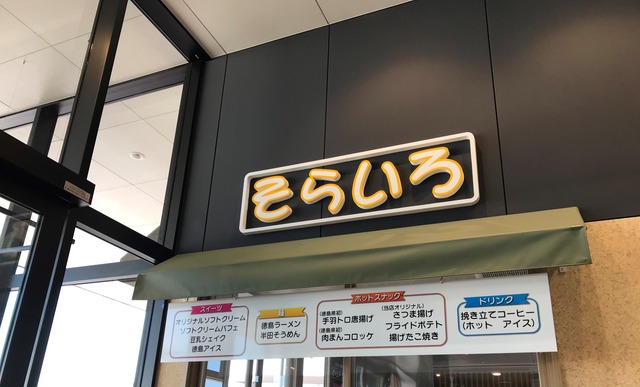 そらいろ
スイーツ
オリジナルソフトクリーム
ソフトクリームパフェ
豆乳シェイク
徳島アイス
麺
徳島ラーメン
半田そうめん
ホットスナック
(徳島県初)
手羽トロ唐揚げ
(徳島県初)
肉まんコロッケ
(当店オリジナル)
さつま揚げ
フライドポテト
揚げたこ焼き
ドリンク
挽き立てコーヒー
(ホット アイス)